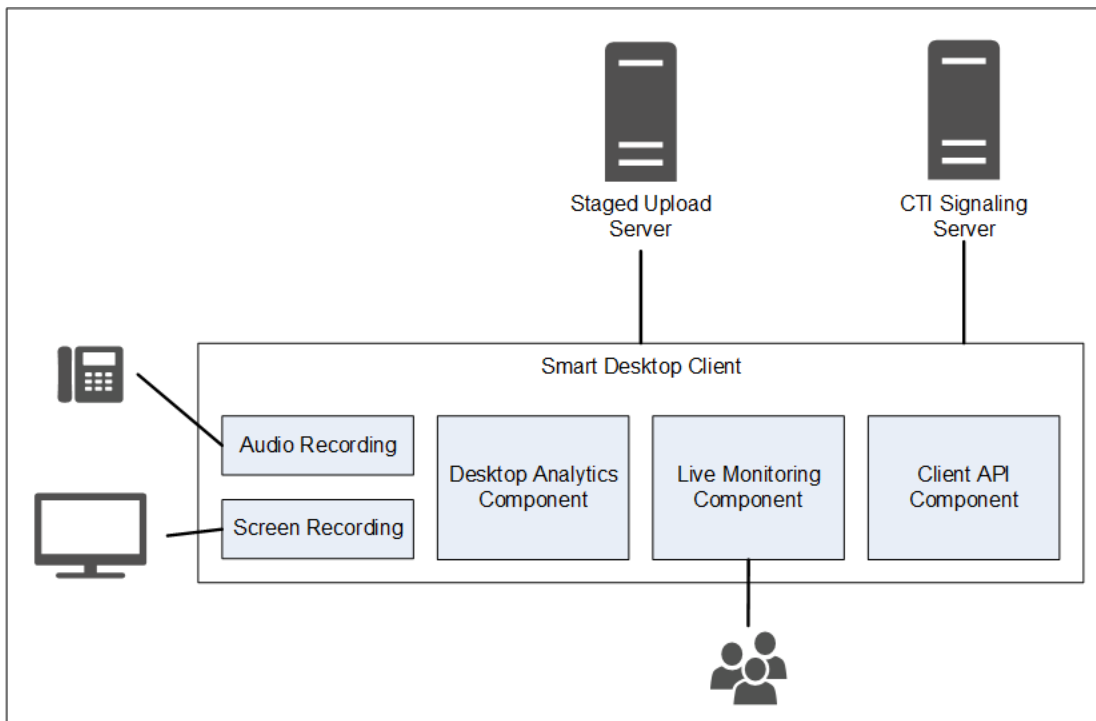 Staged Upload
Server
CTI Signaling
Server
Smart Desktop Client
Audio Recording
Screen Recording
Desktop Analytics
Component
Live Monitoring
Component
Client API
Component